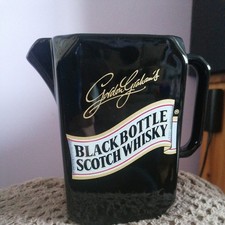 Gordon Graham's
BLACK BOTTLE
SCOTCH WHISKY